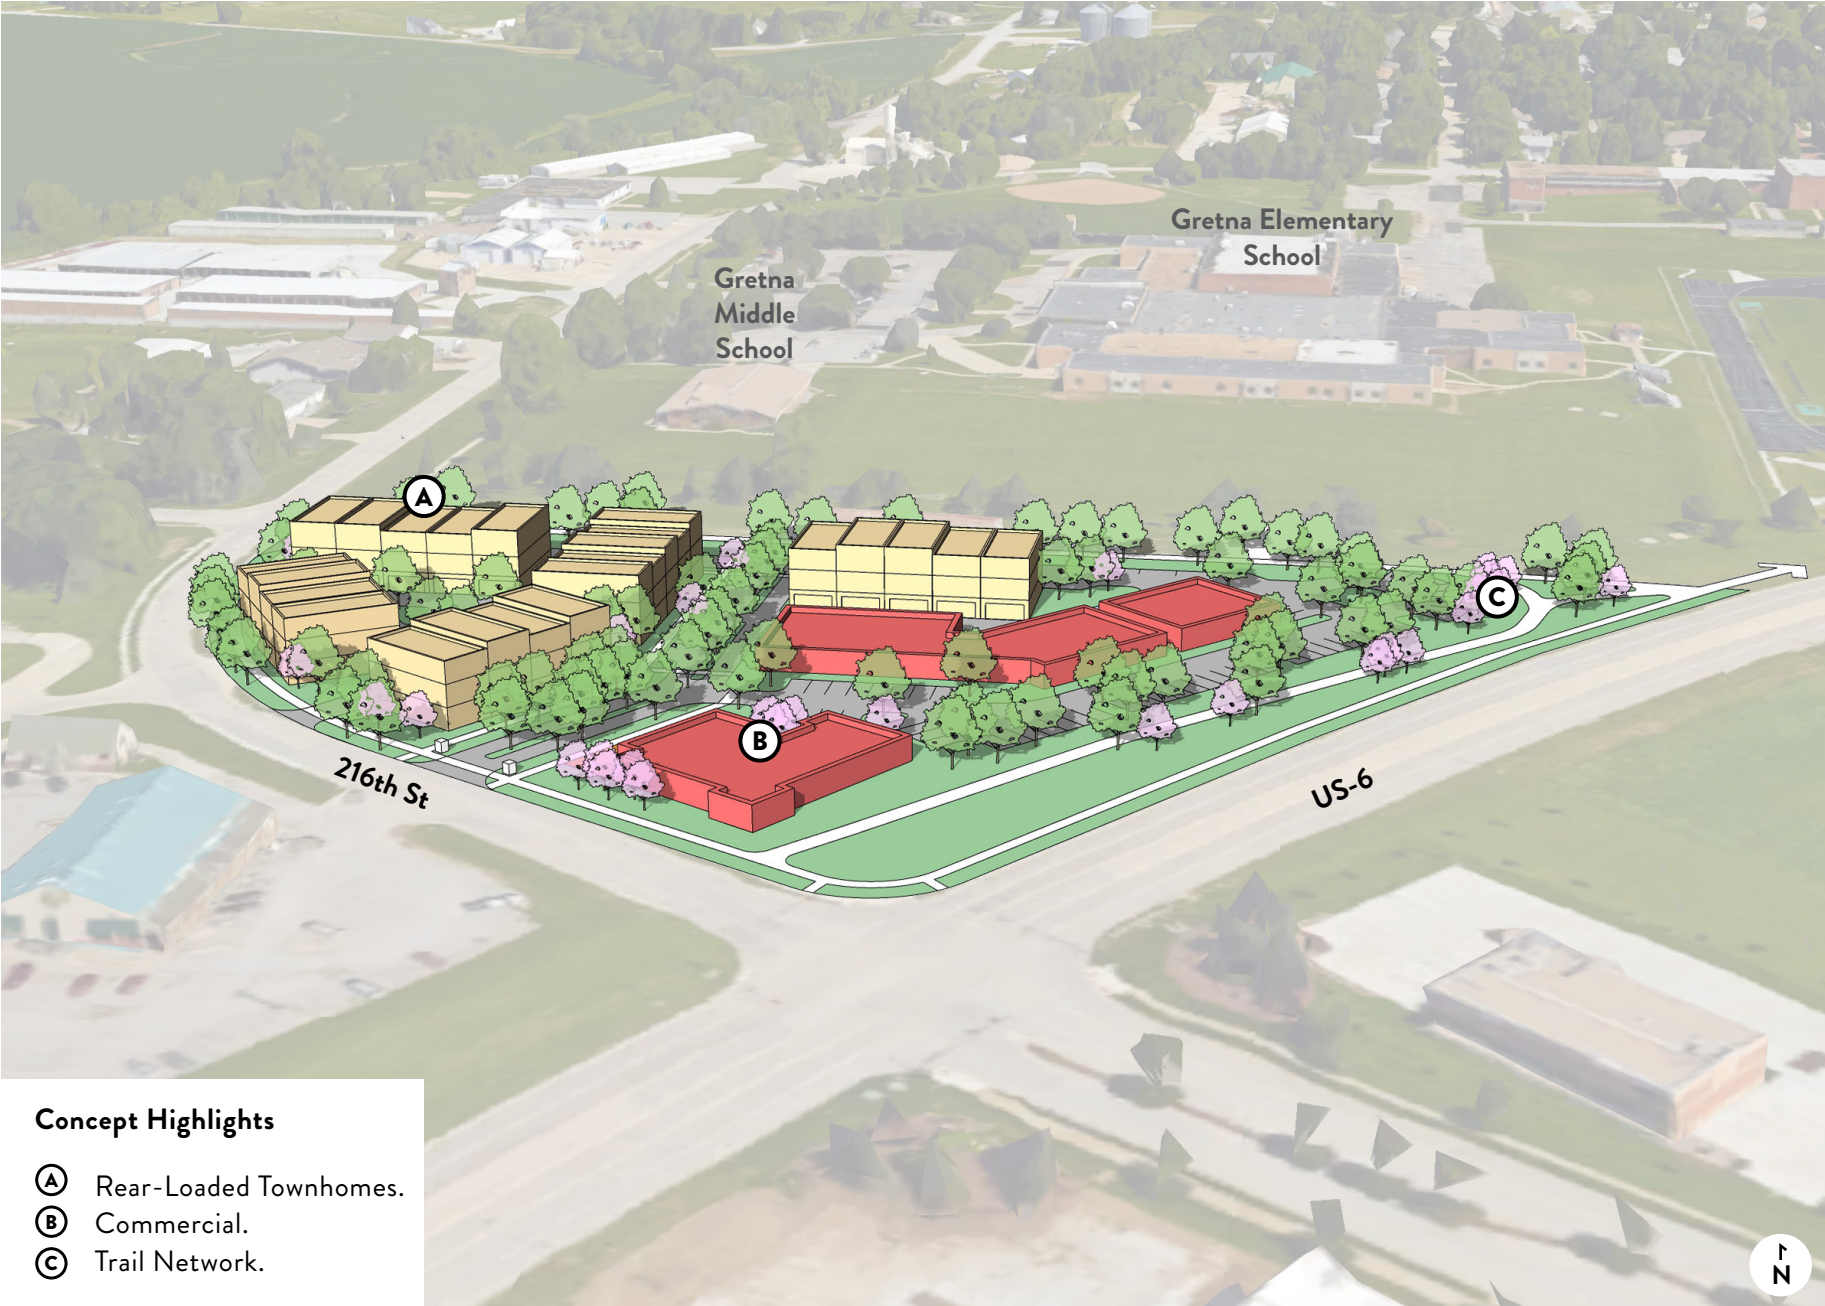 Gretna Elementary
School
Gretna
Middle
School
A
C
B
216th St
US-6
Concept Highlights
A Rear-Loaded Townhomes.
B Commercial.
C Trail Network.
N